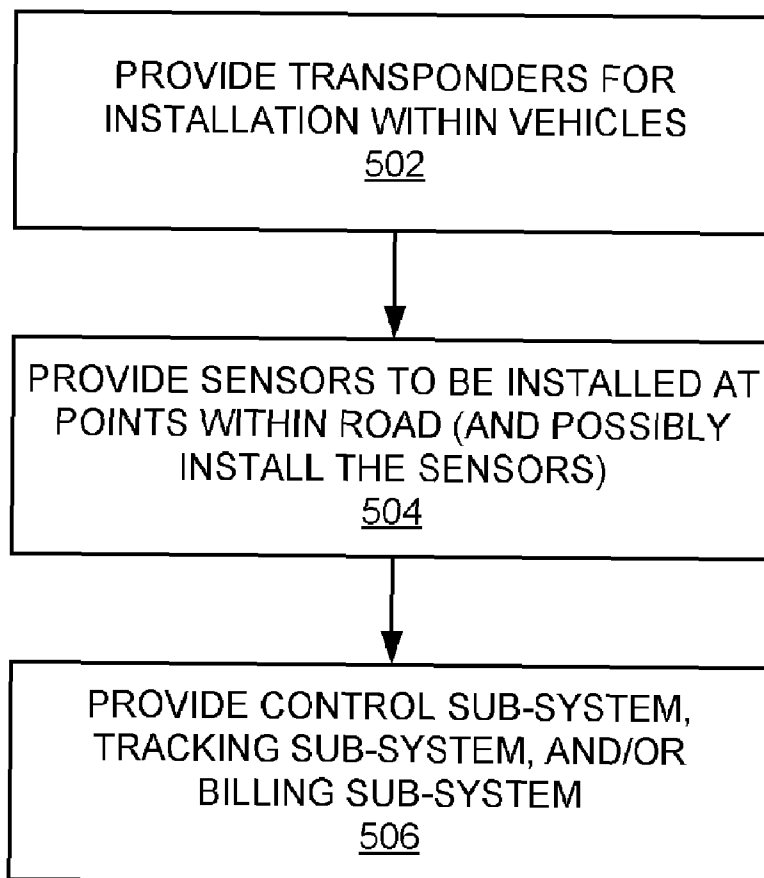 PROVIDE TRANSPONDERS FOR
INSTALLATION WITHIN VEHICLES
502
PROVIDE SENSORS TO BE INSTALLED AT
POINTS WITHIN ROAD (AND POSSIBLY
INSTALL THE SENSORS)
504
PROVIDE CONTROL SUB-SYSTEM,
TRACKING SUB-SYSTEM, AND/OR
BILLING SUB-SYSTEM
506